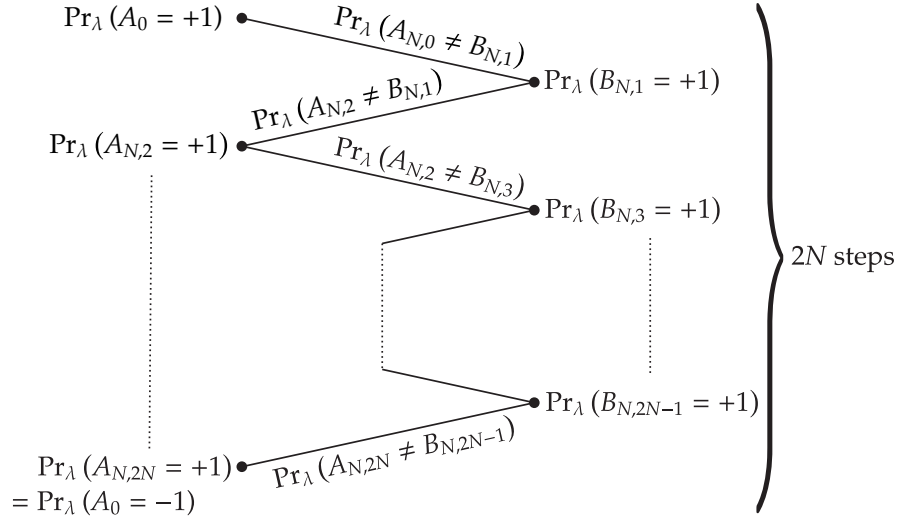 Pr_λ (A_0 = +1)
Pr_λ (A_{N,0} ≠ B_{N,1})
Pr_λ (B_{N,1} = +1)
Pr_λ (A_{N,2} ≠ B_{N,1})
Pr_λ (A_{N,2} = +1)
Pr_λ (A_{N,2} ≠ B_{N,3})
Pr_λ (B_{N,3} = +1)
2N steps
Pr_λ (B_{N,2N−1} = +1)
Pr_λ (A_{N,2N} ≠ B_{N,2N−1})
Pr_λ (A_{N,2N} = +1)
= Pr_λ (A_0 = −1)